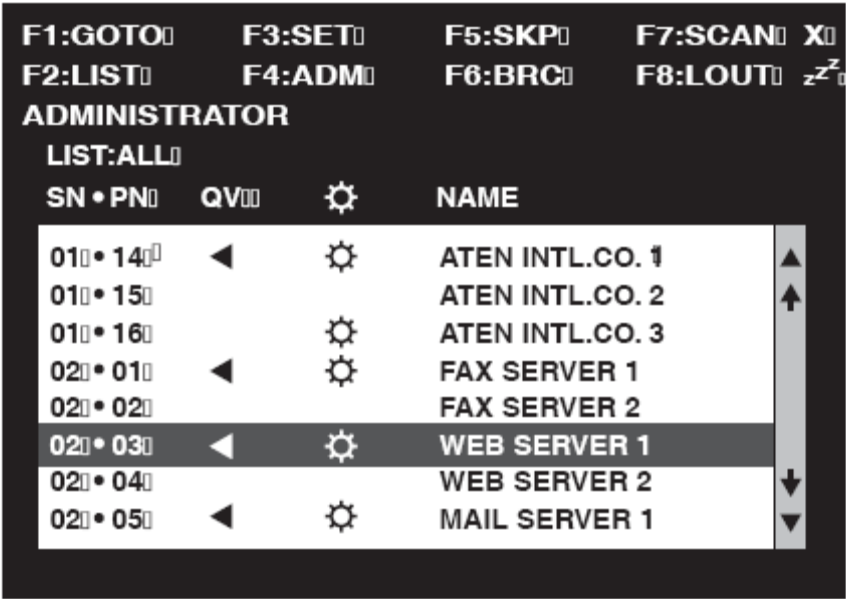 F1:GOTO F3:SET F5:SKP F7:SCAN X
F2:LIST F4:ADM F6:BRC F8:LOUT zZZ
ADMINISTRATOR
LIST:ALL
SN • PN QV ☼ NAME
01 • 14 ◀ ☼ ATEN INTL.CO. 1
01 • 15 ATEN INTL.CO. 2
01 • 16 ☼ ATEN INTL.CO. 3
02 • 01 ◀ ☼ FAX SERVER 1
02 • 02 FAX SERVER 2
02 • 03 ◀ ☼ WEB SERVER 1
02 • 04 WEB SERVER 2
02 • 05 ◀ ☼ MAIL SERVER 1